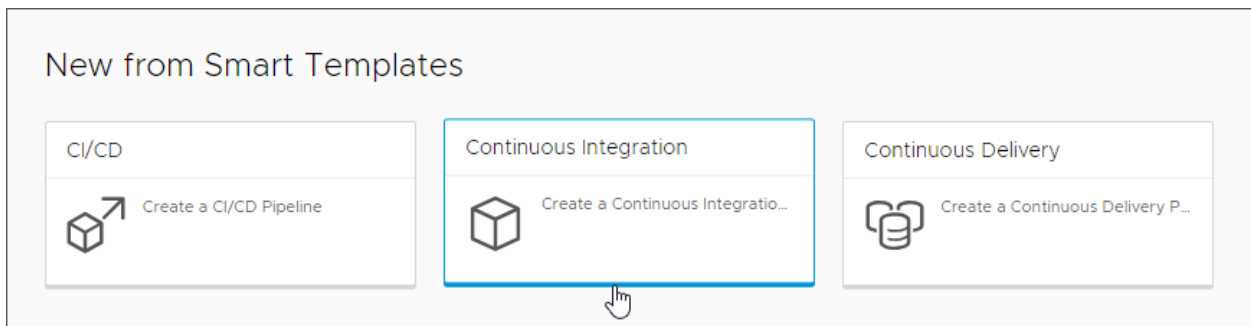 New from Smart Templates
CI/CD
Create a CI/CD Pipeline
Continuous Integration
Create a Continuous Integratio...
Continuous Delivery
Create a Continuous Delivery P...